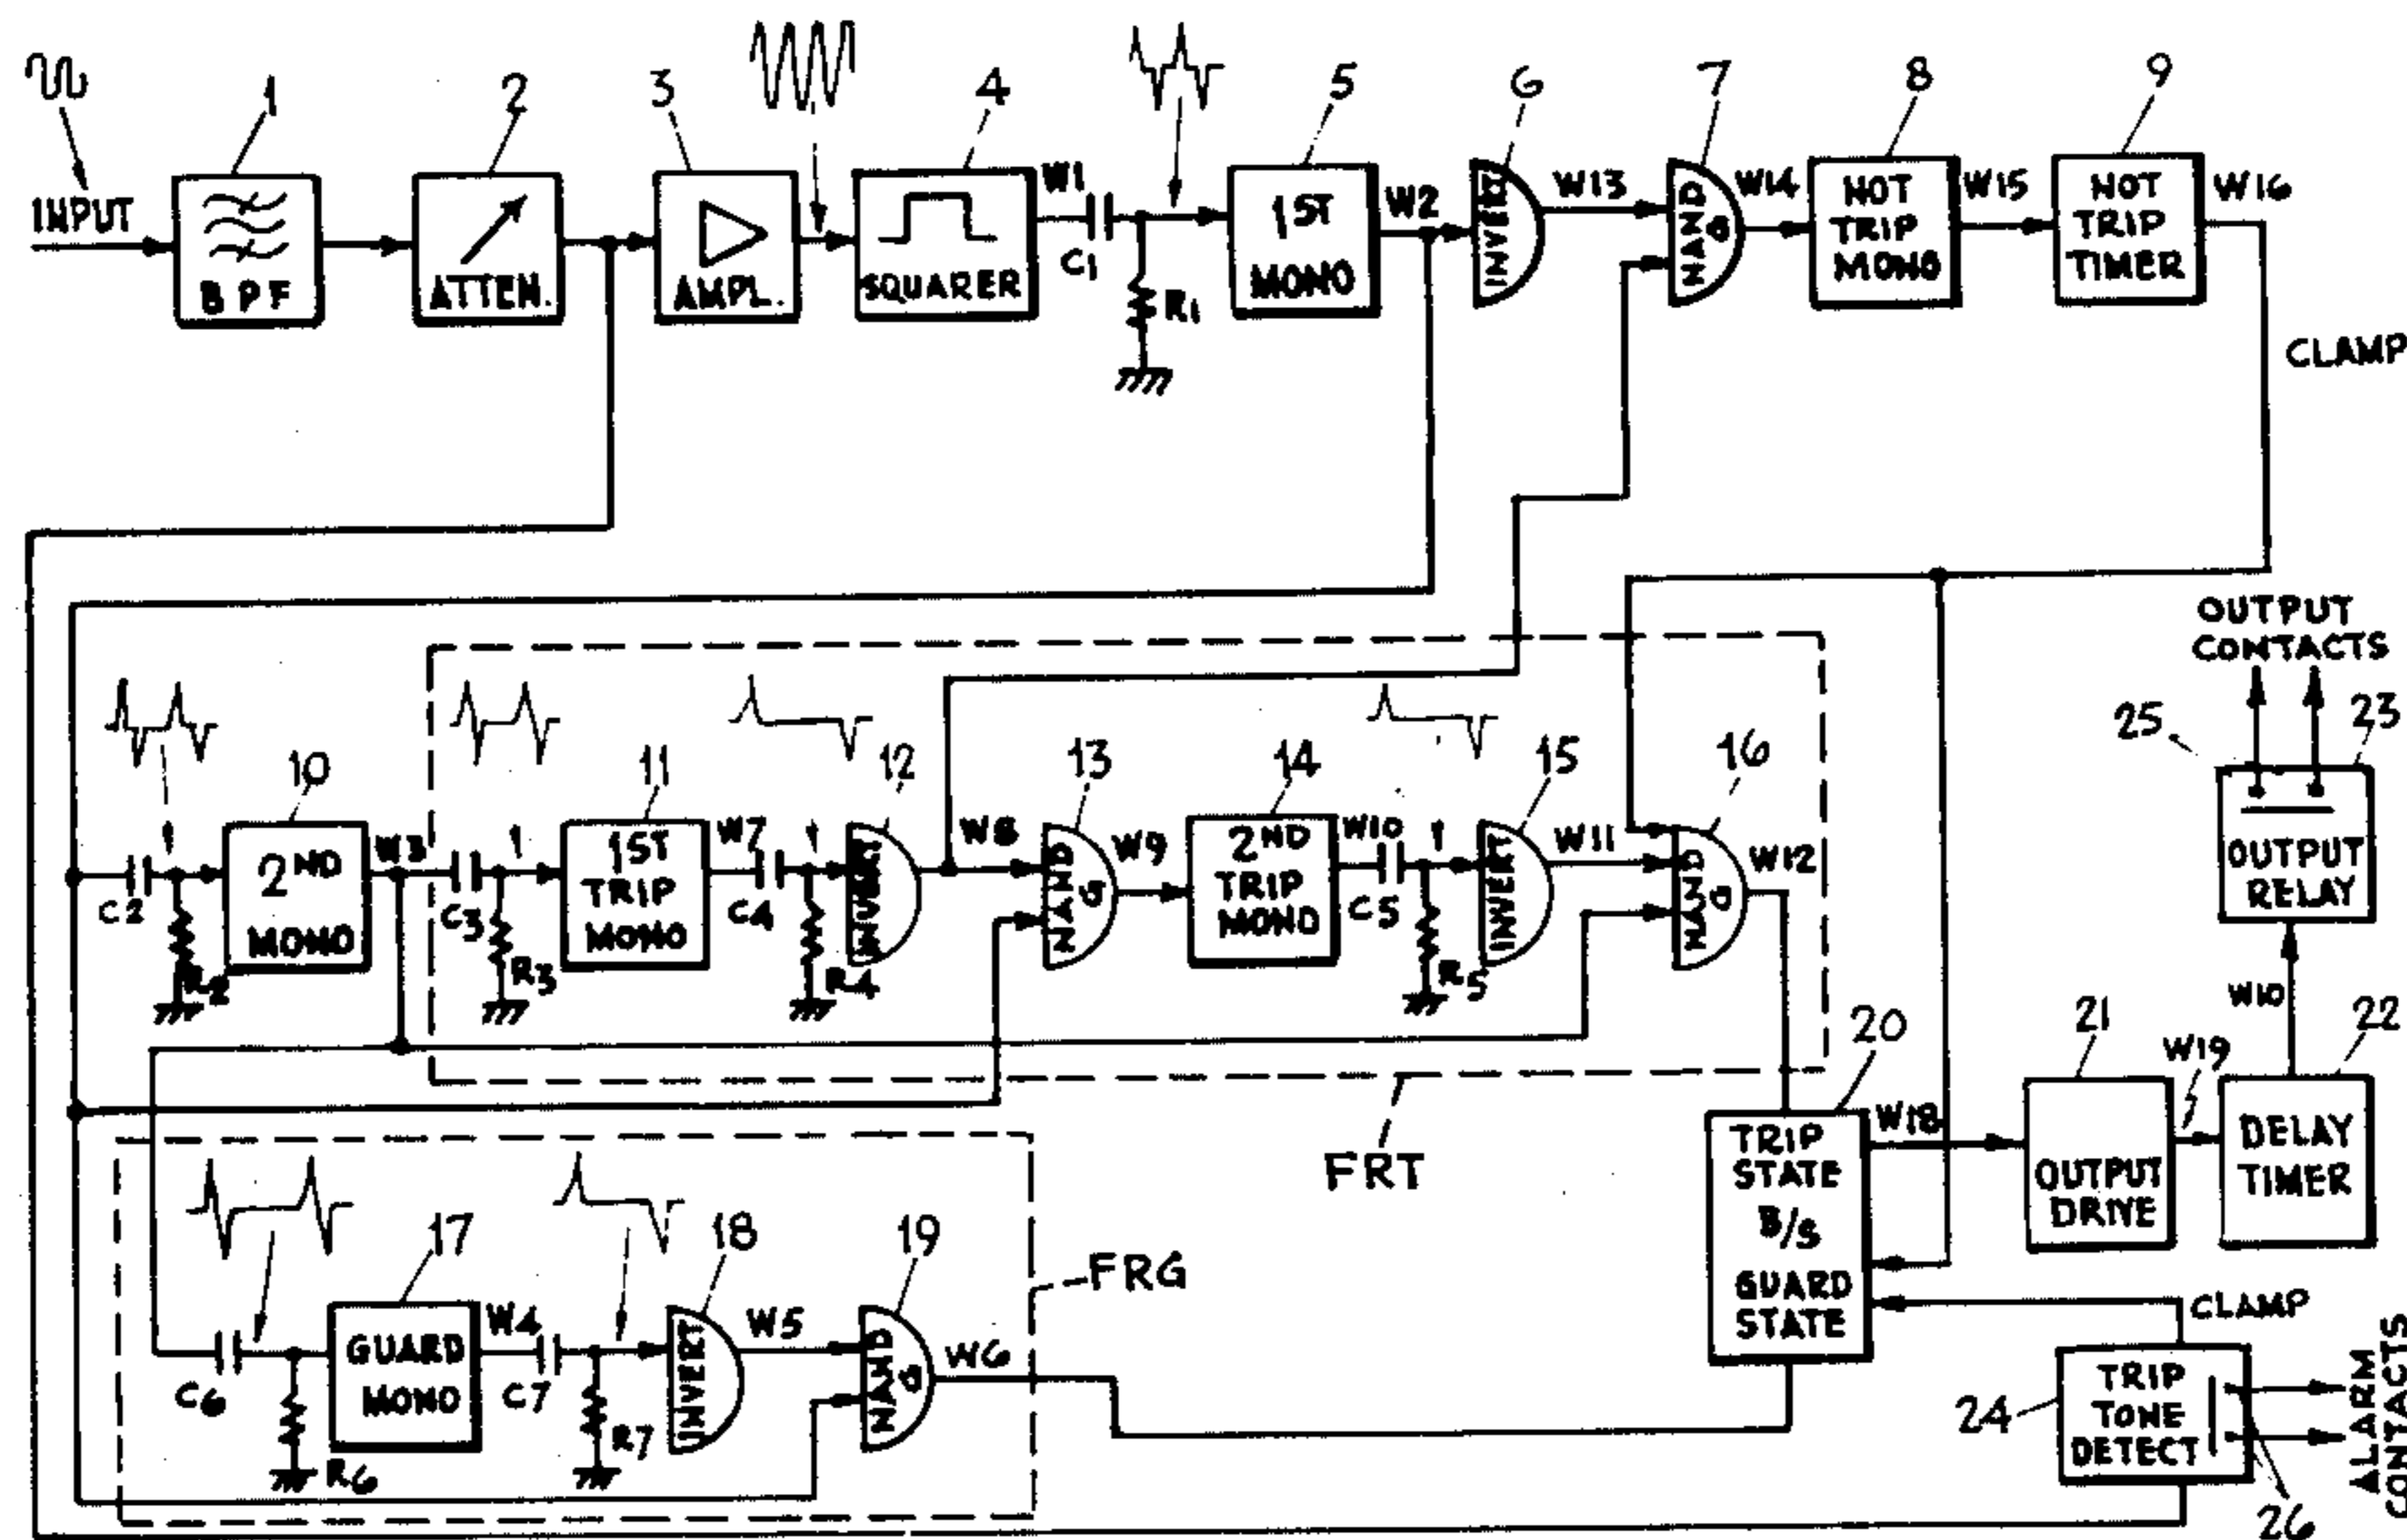 1
2
3
4
5
6
7
8
9
INPUT
BPF
ATTEN.
AMPL.
SQUARER
W1
C1
R1
1ST
MONO
W2
INVERT
W13
NAND
G
W14
NOT
TRIP
MONO
W15
NOT
TRIP
TIMER
W16
CLAMP
OUTPUT
CONTACTS
25
23
OUTPUT
RELAY
W10
10
11
12
13
14
15
16
C2
R2
2ND
MONO
W3
C3
R3
1ST
TRIP
MONO
W7
C4
R4
INVERT
W8
NAND
G
W9
2ND
TRIP
MONO
W10
C5
R5
INVERT
W11
NAND
G
W12
FRT
20
21
22
TRIP
STATE
B/S
GUARD
STATE
W18
OUTPUT
DRIVE
W19
DELAY
TIMER
17
18
19
FRG
C6
R6
GUARD
MONO
W4
C7
R7
INVERT
W5
NAND
G
W6
CLAMP
24
TRIP
TONE
DETECT
26
ALARM
CONTACTS